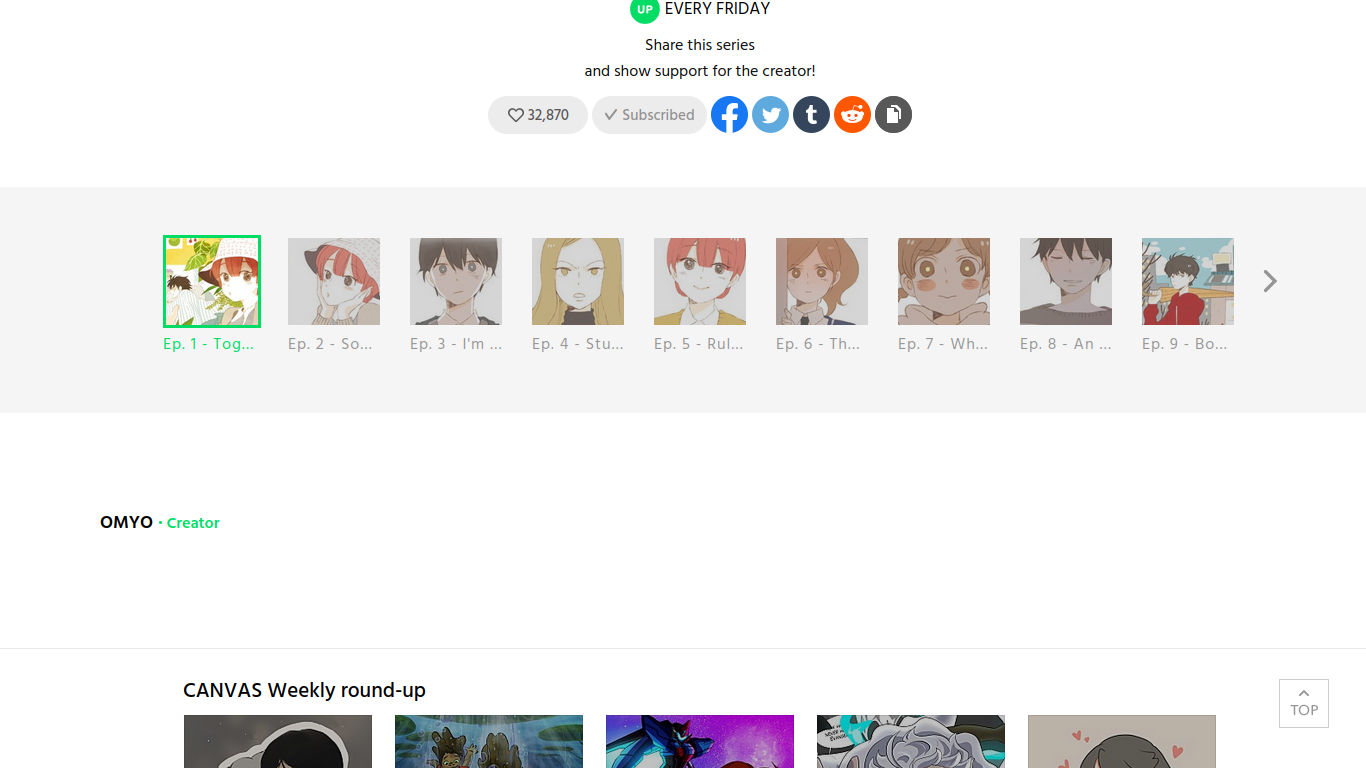 UP EVERY FRIDAY
Share this series
and show support for the creator!
32,870 Subscribed
Ep. 1 - Tog... Ep. 2 - So... Ep. 3 - I'm ... Ep. 4 - Stu... Ep. 5 - Rul... Ep. 6 - Th... Ep. 7 - Wh... Ep. 8 - An ... Ep. 9 - Bo...
OMYO · Creator
CANVAS Weekly round-up
TOP